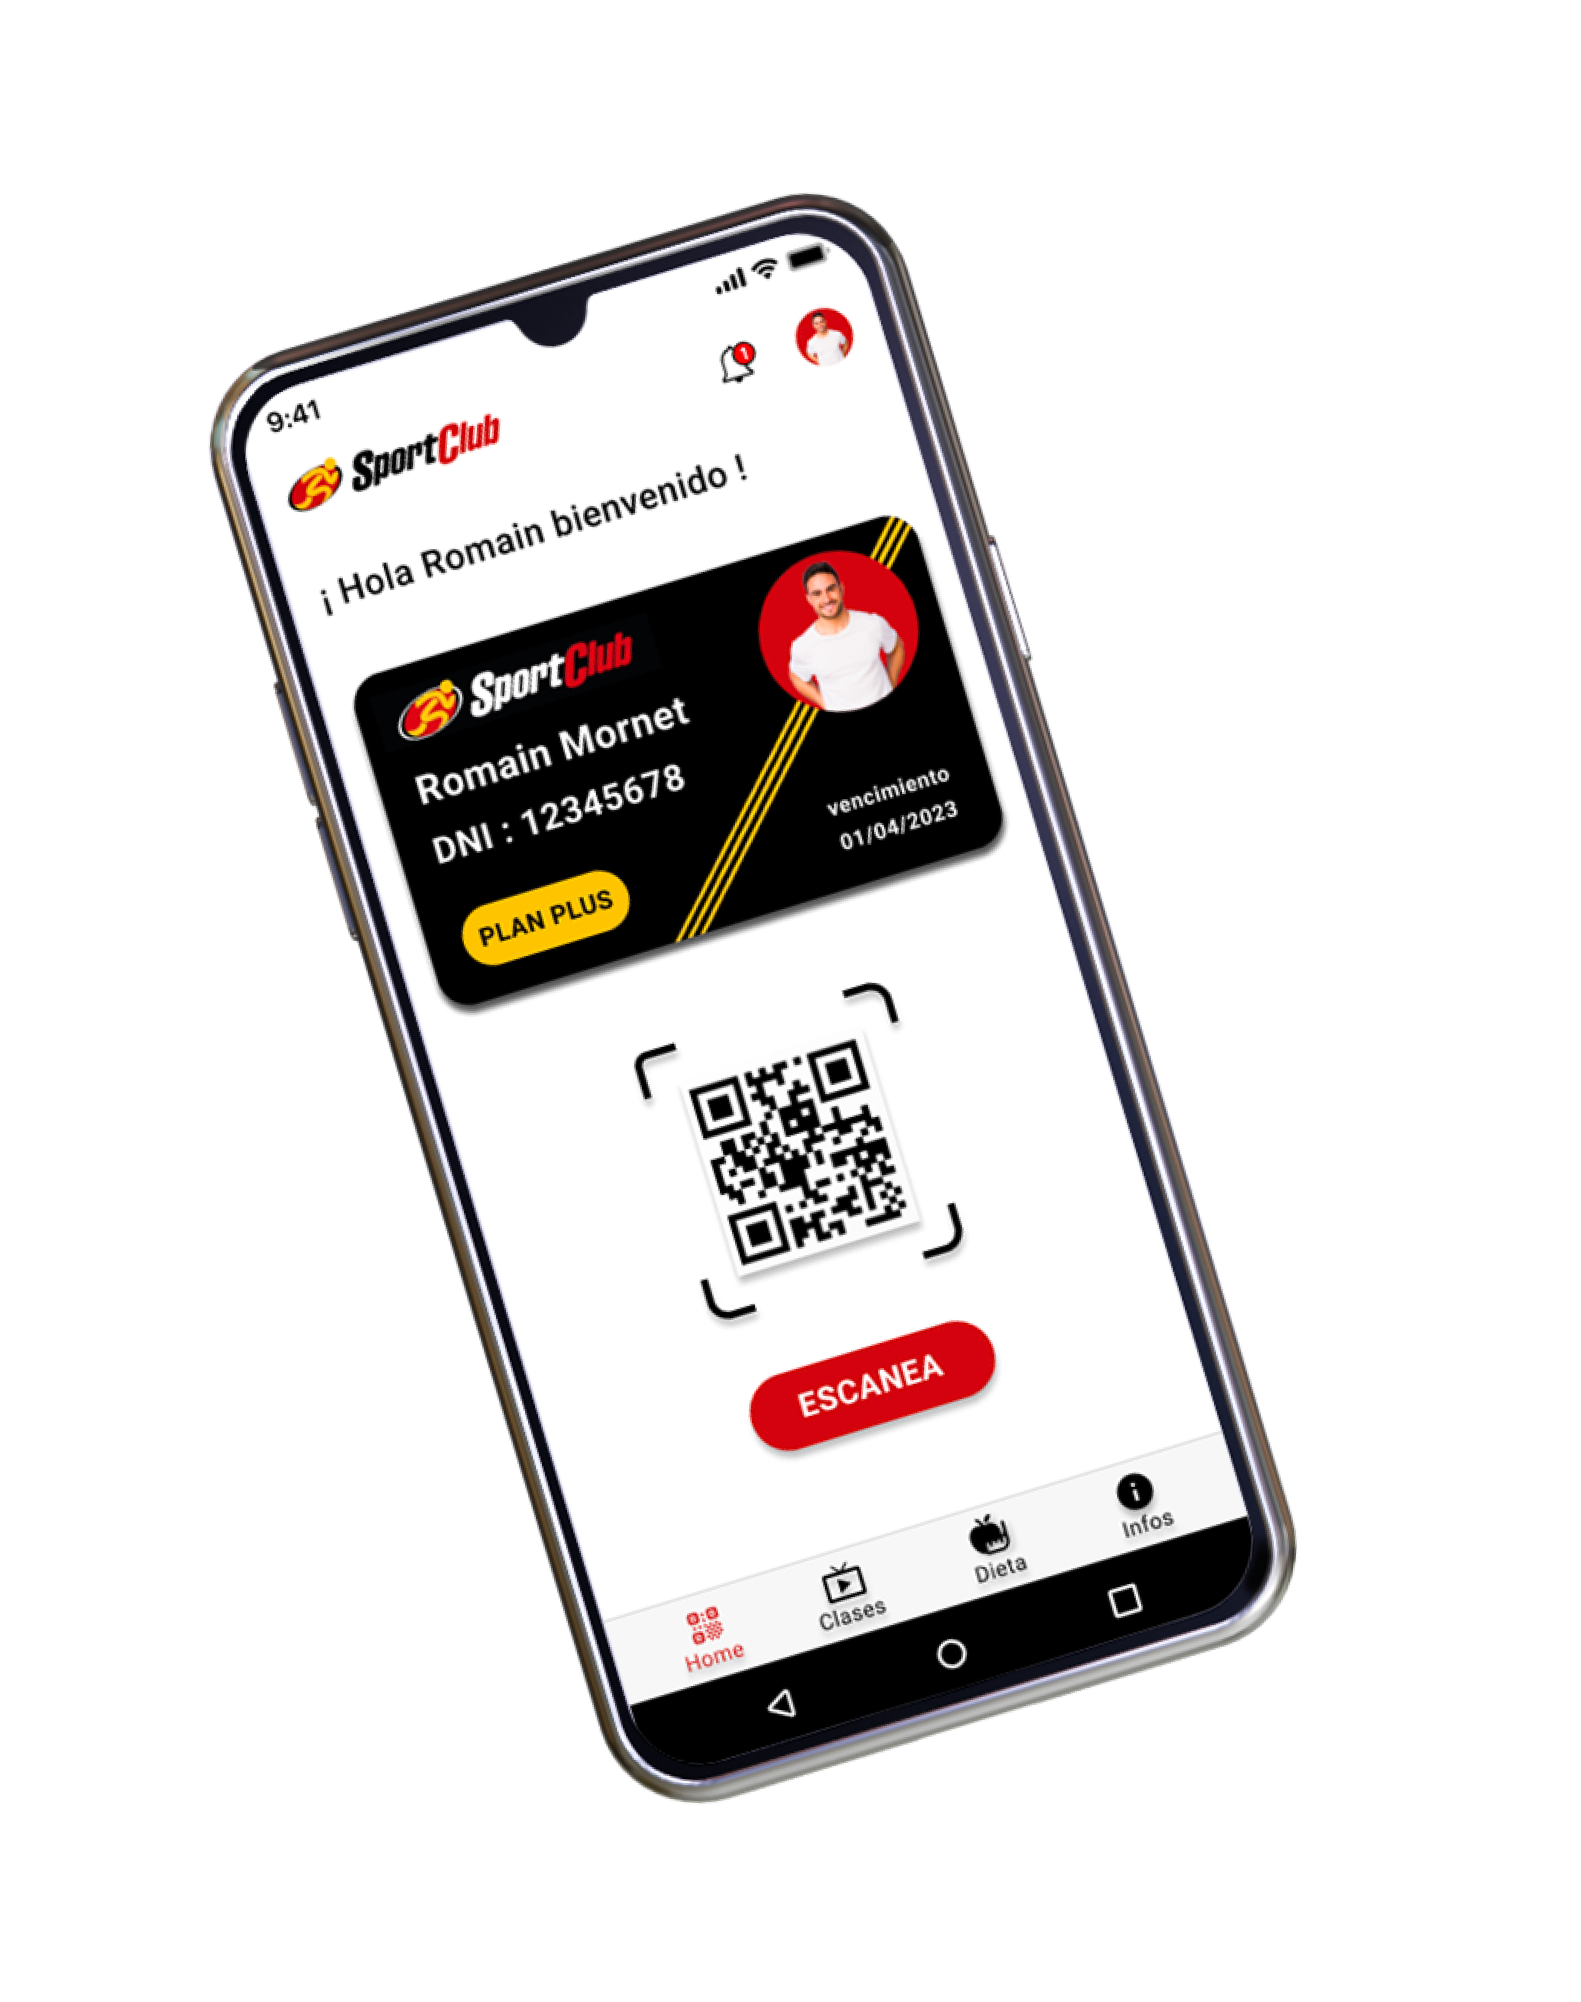 9:41
1
SportClub
¡ Hola Romain bienvenido !
SportClub
Romain Mornet
DNI : 12345678
vencimiento
01/04/2023
PLAN PLUS
ESCANEA
Home
Clases
Dieta
Infos